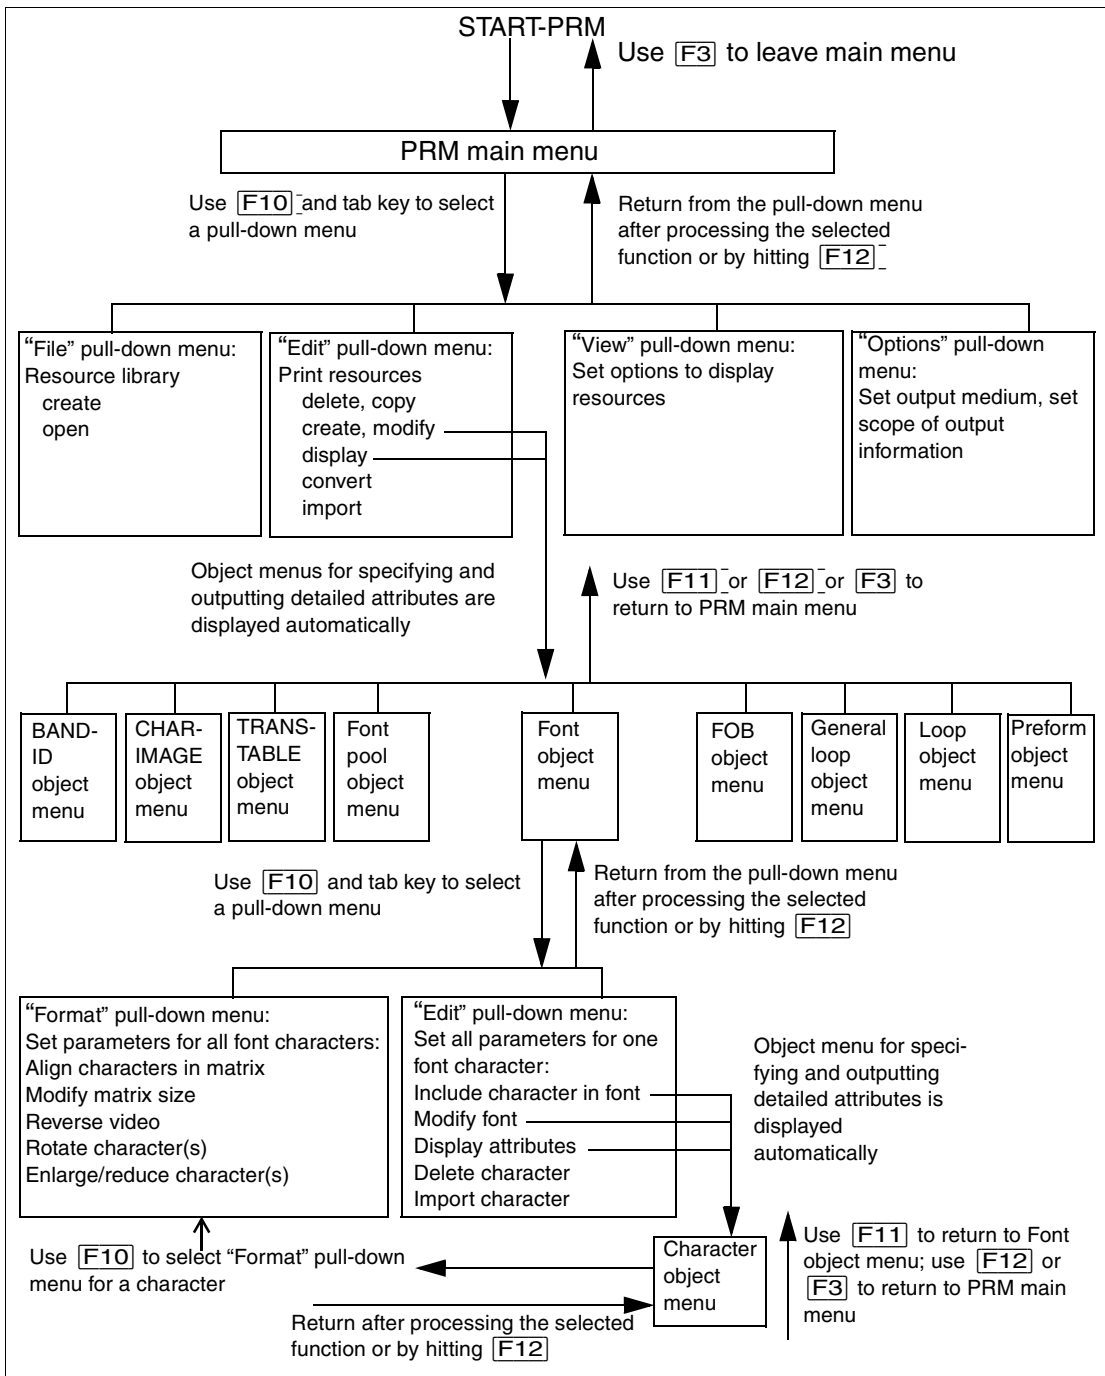 START-PRM
Use F3 to leave main menu
PRM main menu
Use F10 and tab key to select
a pull-down menu
Return from the pull-down menu
after processing the selected
function or by hitting F12
“File” pull-down menu:
Resource library
create
open
“Edit” pull-down menu:
Print resources
delete, copy
create, modify
display
convert
import
“View” pull-down menu:
Set options to display
resources
“Options” pull-down
menu:
Set output medium, set
scope of output
information
Object menus for specifying and
outputting detailed attributes are
displayed automatically
Use F11 or F12 or F3 to
return to PRM main menu
BAND-
ID
object
menu
CHAR-
IMAGE
object
menu
TRANS-
TABLE
object
menu
Font
pool
object
menu
Font
object
menu
FOB
object
menu
General
loop
object
menu
Loop
object
menu
Preform
object
menu
Use F10 and tab key to select
a pull-down menu
Return from the pull-down menu
after processing the selected
function or by hitting F12
“Format” pull-down menu:
Set parameters for all font characters:
Align characters in matrix
Modify matrix size
Reverse video
Rotate character(s)
Enlarge/reduce character(s)
“Edit” pull-down menu:
Set all parameters for one
font character:
Include character in font
Modify font
Display attributes
Delete character
Import character
Object menu for speci-
fying and outputting
detailed attributes is
displayed
automatically
Use F10 to select “Format” pull-down
menu for a character
Character
object
menu
Use F11 to return to Font
object menu; use F12 or
F3 to return to PRM main
menu
Return after processing the selected
function or by hitting F12